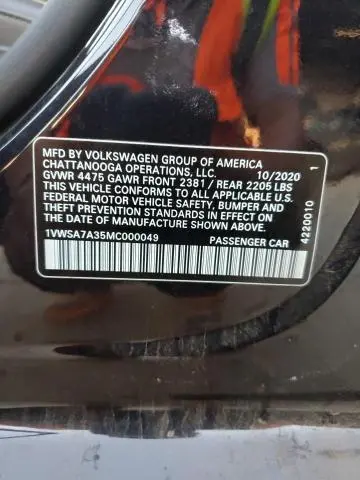 MFD BY VOLKSWAGEN GROUP OF AMERICA
CHATTANOOGA OPERATIONS, LLC. 10/2020 1
GVWR 4475 GAWR FRONT 2381 / REAR 2205 LBS
THIS VEHICLE CONFORMS TO ALL APPLICABLE U.S.
FEDERAL MOTOR VEHICLE SAFETY, BUMPER AND
THEFT PREVENTION STANDARDS IN EFFECT ON
THE DATE OF MANUFACTURE SHOWN ABOVE.
1VWSA7A35MC000049 PASSENGER CAR
4220010